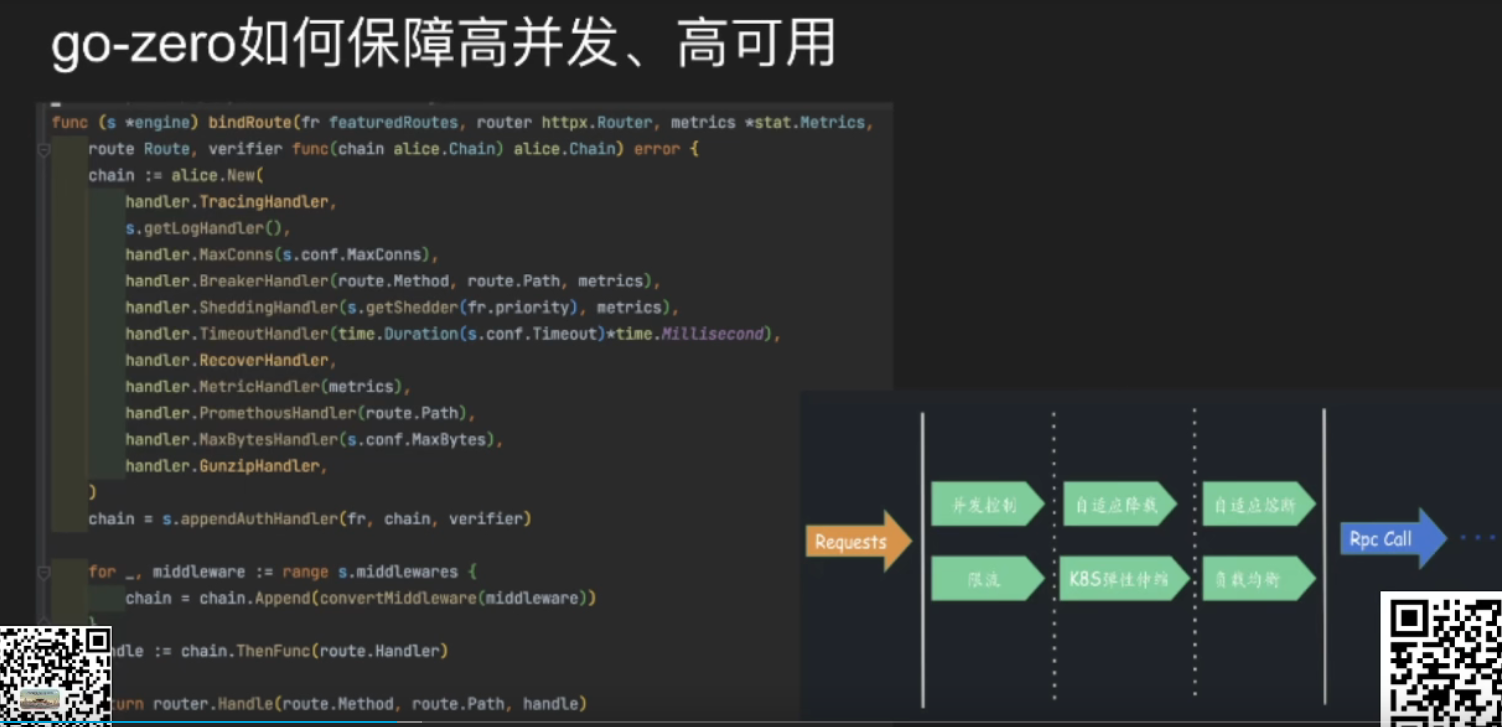 go-zero如何保障高并发、高可用
func (s *engine) bindRoute(fr featuredRoutes, router httpx.Router, metrics *stat.Metrics,
route Route, verifier func(chain alice.Chain) alice.Chain) error {
chain := alice.New(
handler.TracingHandler,
s.getLogHandler(),
handler.MaxConns(s.conf.MaxConns),
handler.BreakerHandler(route.Method, route.Path, metrics),
handler.SheddingHandler(s.getShedder(fr.priority), metrics),
handler.TimeoutHandler(time.Duration(s.conf.Timeout)*time.Millisecond),
handler.RecoverHandler,
handler.MetricHandler(metrics),
handler.PromethousHandler(route.Path),
handler.MaxBytesHandler(s.conf.MaxBytes),
handler.GunzipHandler,
)
chain = s.appendAuthHandler(fr, chain, verifier)
for _, middleware := range s.middlewares {
chain = chain.Append(convertMiddleware(middleware))
}
ndle := chain.ThenFunc(route.Handler)
turn router.Handle(route.Method, route.Path, handle)
Requests
并发控制
自适应降载
自适应熔断
限流
K8S弹性伸缩
负载均衡
Rpc Call